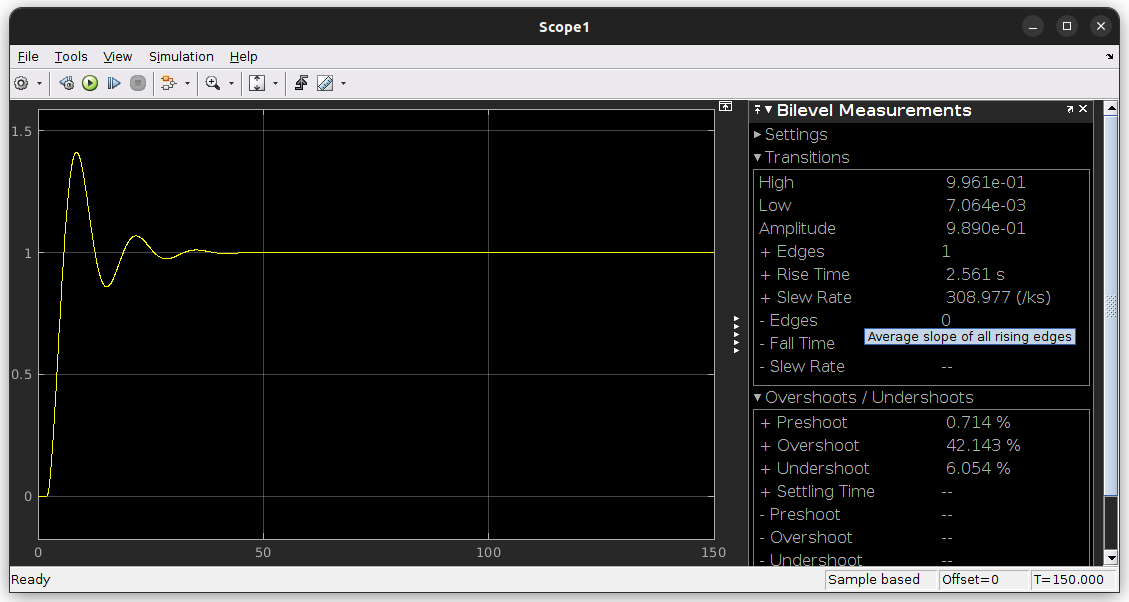 Scope1
File Tools View Simulation Help
Bilevel Measurements
Settings
Transitions
High 9.961e-01
Low 7.064e-03
Amplitude 9.890e-01
+ Edges 1
+ Rise Time 2.561 s
+ Slew Rate 308.977 (/ks)
- Edges 0
Average slope of all rising edges
- Fall Time
- Slew Rate --
Overshoots / Undershoots
+ Preshoot 0.714 %
+ Overshoot 42.143 %
+ Undershoot 6.054 %
+ Settling Time --
- Preshoot --
- Overshoot --
- Undershoot --
1.5
1
0.5
0
0 50 100 150
Ready Sample based Offset=0 T=150.000